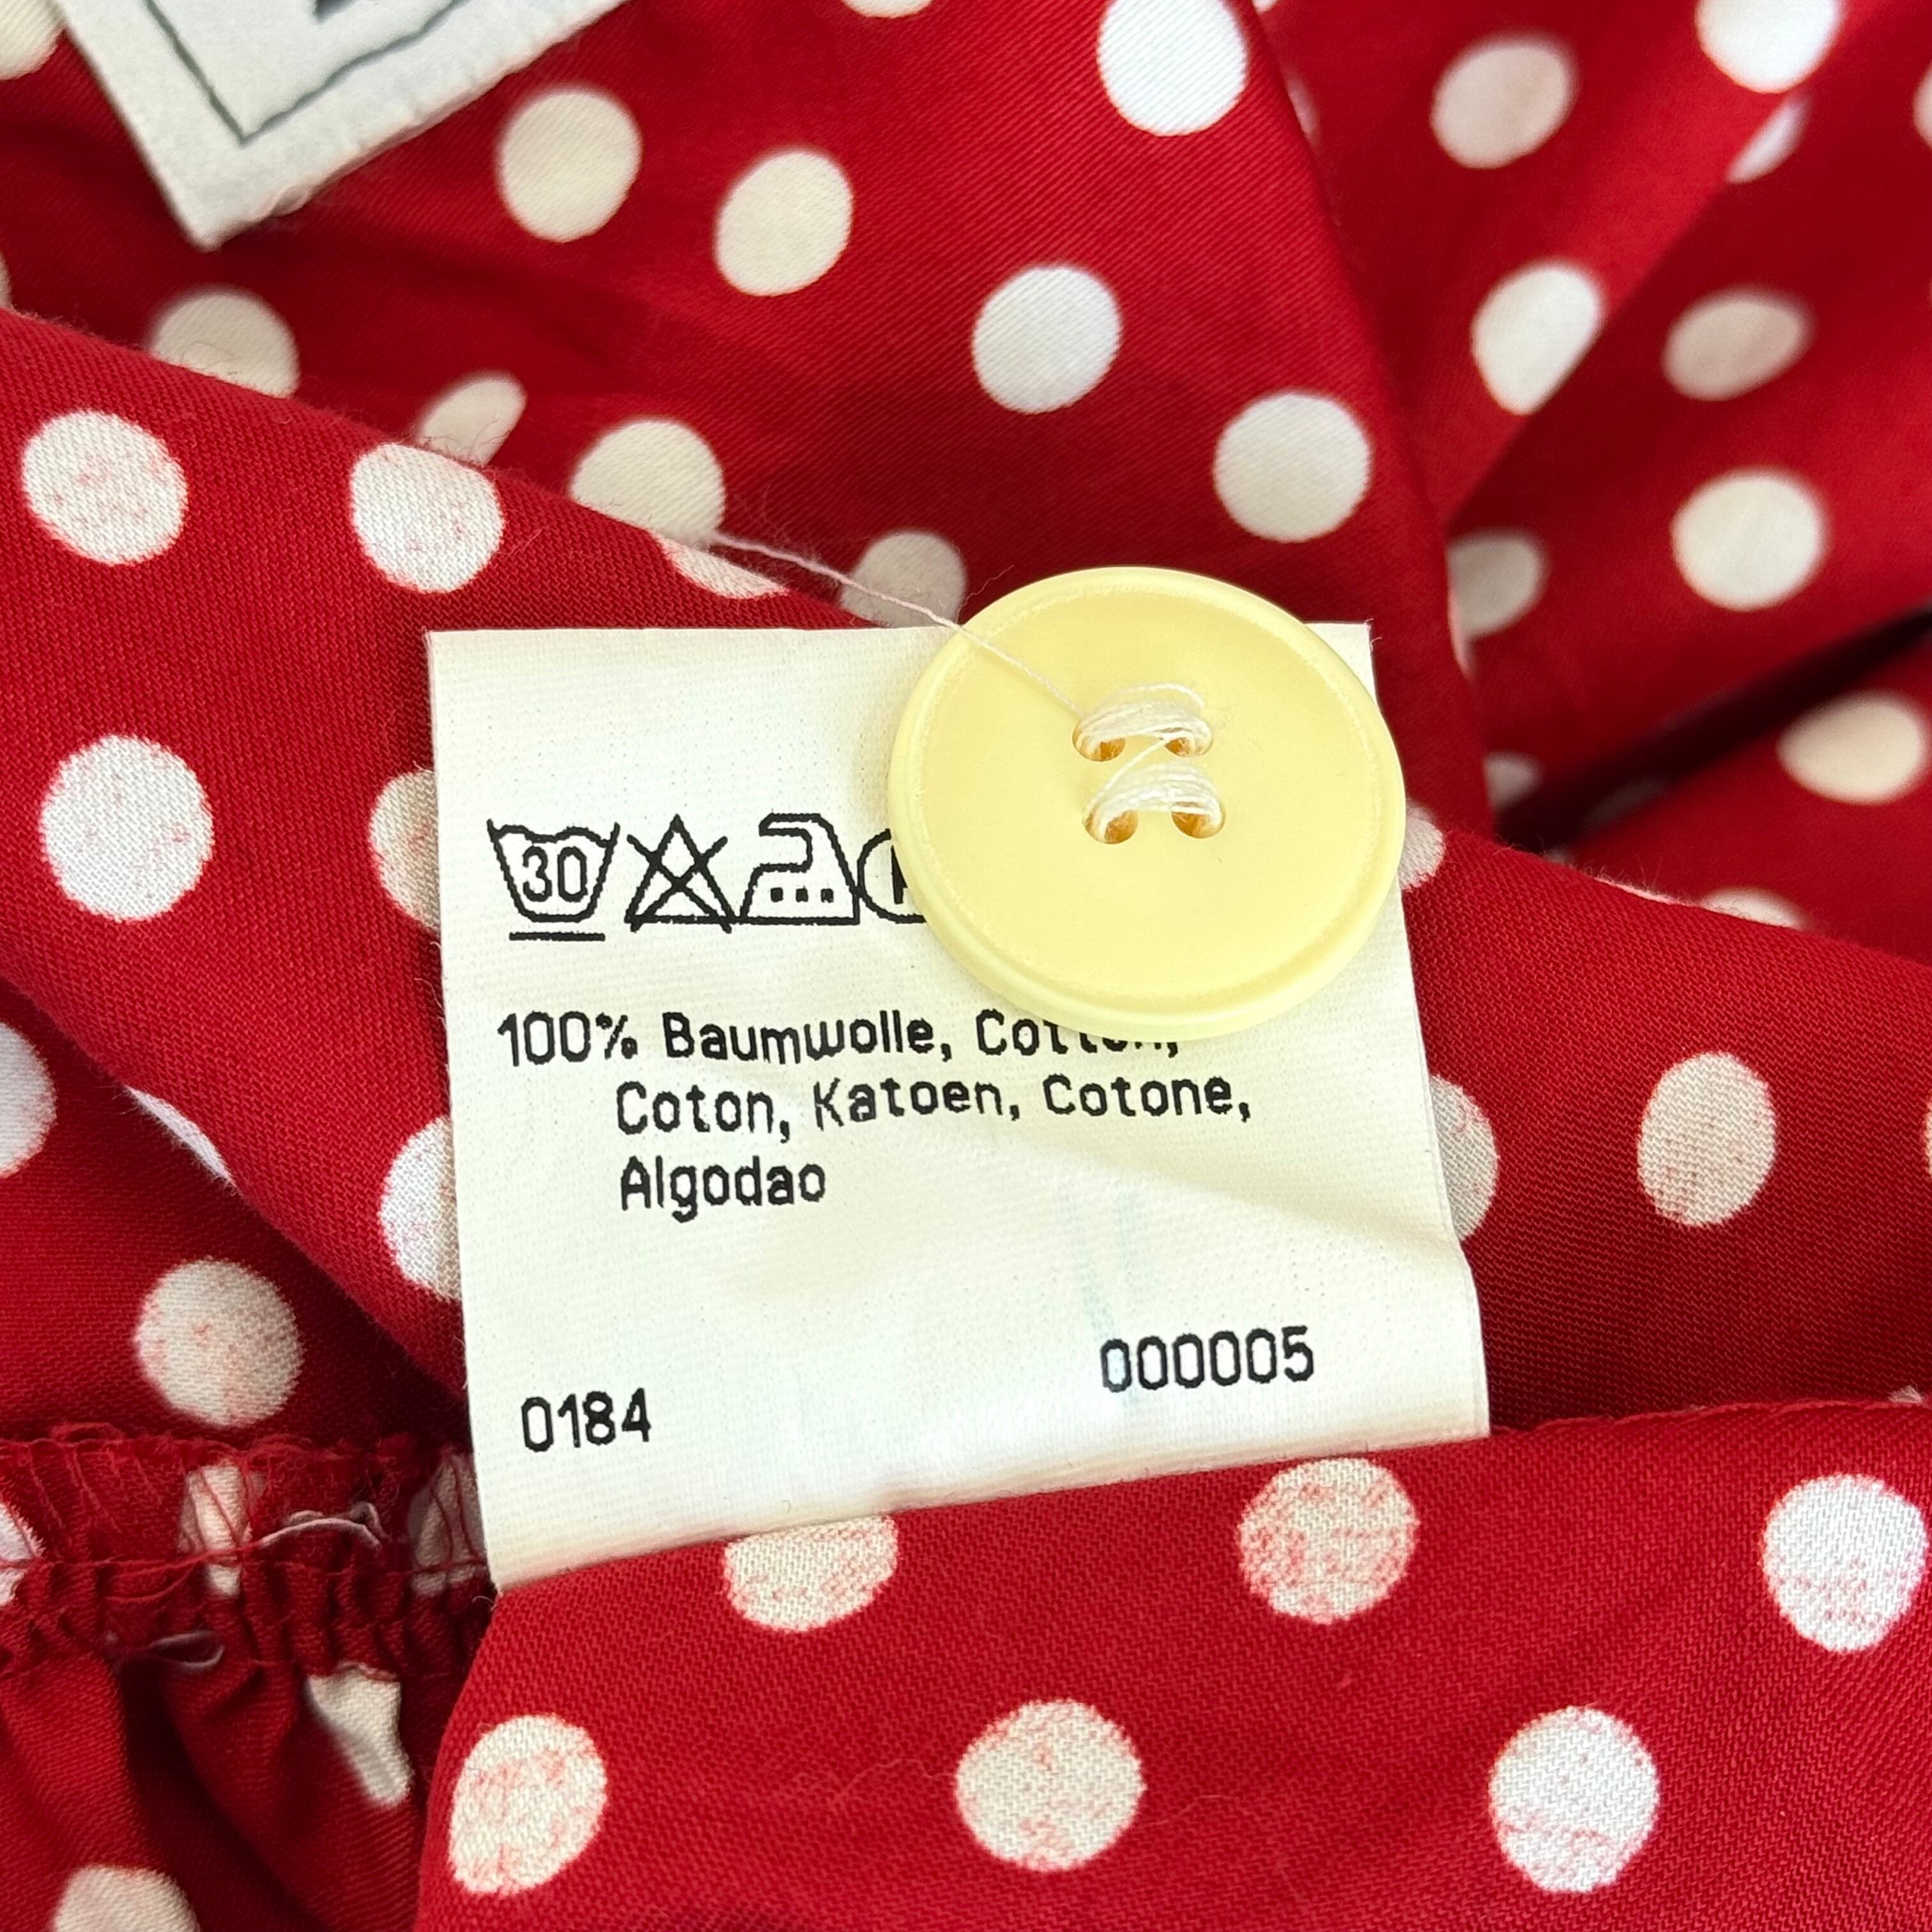 30
100% Baumwolle, Cotton,
Coton, Katoen, Cotone,
Algodao
000005
0184